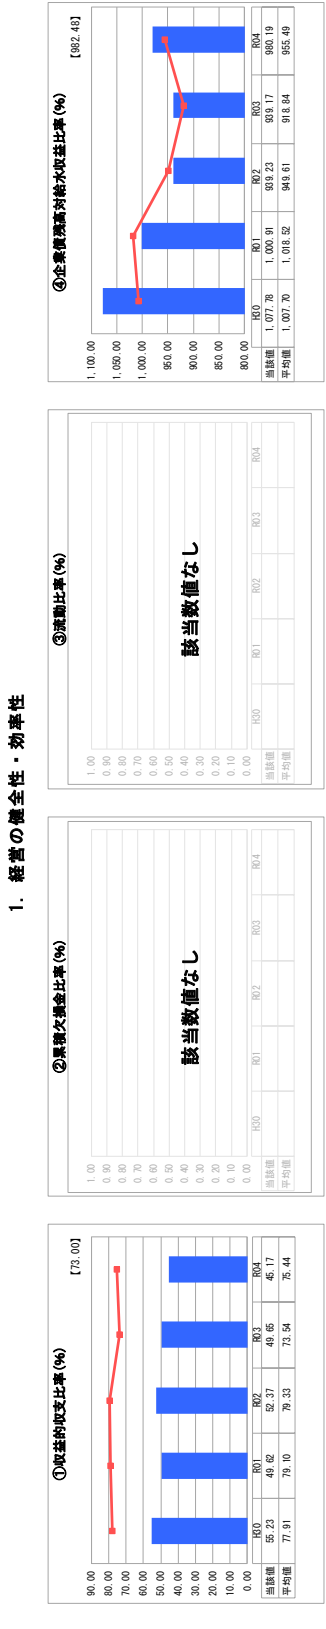 1. 経営の健全性・効率性
①収益的収支比率(%)
【73.00】
90.00
80.00
70.00
60.00
50.00
40.00
30.00
20.00
10.00
0.00
H30 R01 R02 R03 R04
当該値 55.23 49.62 52.37 49.65 45.17
平均値 77.91 79.10 79.33 73.54 75.44
②累積欠損金比率(%)
1.00
0.90
0.80
0.70
0.60
0.50
0.40
0.30
0.20
0.10
0.00
該当数値なし
H30 R01 R02 R03 R04
当該値
平均値
③流動比率(%)
1.00
0.90
0.80
0.70
0.60
0.50
0.40
0.30
0.20
0.10
0.00
該当数値なし
H30 R01 R02 R03 R04
当該値
平均値
④企業債残高対給水収益比率(%)
【982.48】
1,100.00
1,050.00
1,000.00
950.00
900.00
850.00
800.00
H30 R01 R02 R03 R04
当該値 1,077.78 1,000.91 939.23 939.17 980.19
平均値 1,007.70 1,018.52 949.61 918.84 955.49